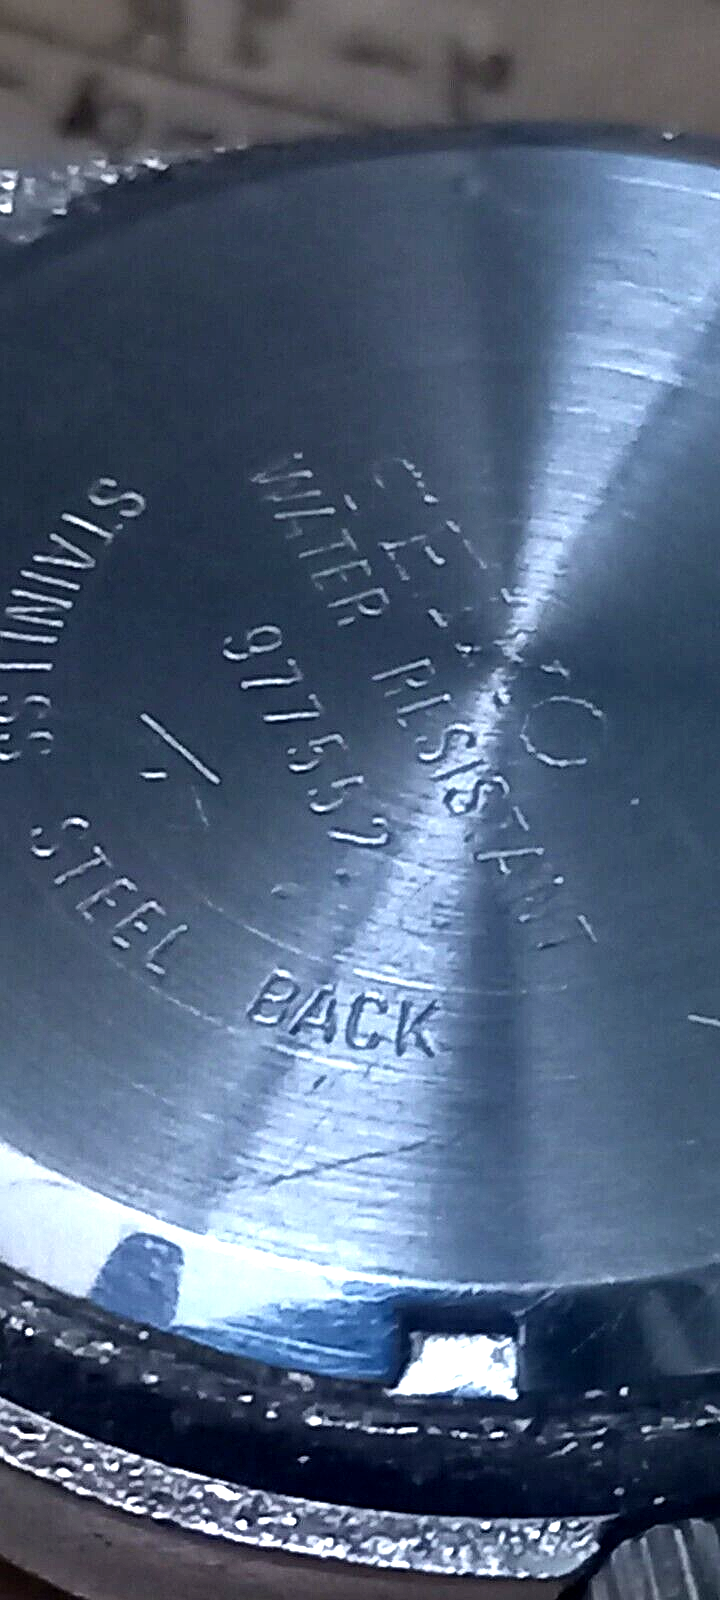 WATER RESISTANT
977557
STAINLESS STEEL BACK